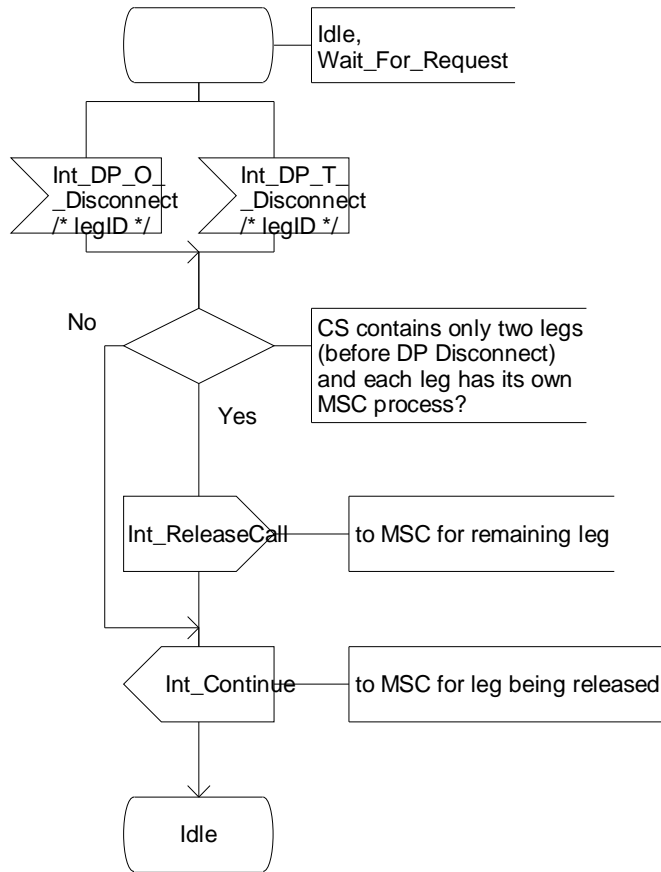 Idle,
Wait_For_Request
Int_DP_O_
_Disconnect
/* legID */
Int_DP_T_
_Disconnect
/* legID */
No
CS contains only two legs
(before DP Disconnect)
and each leg has its own
MSC process?
Yes
Int_ReleaseCall
to MSC for remaining leg
Int_Continue
to MSC for leg being released
Idle